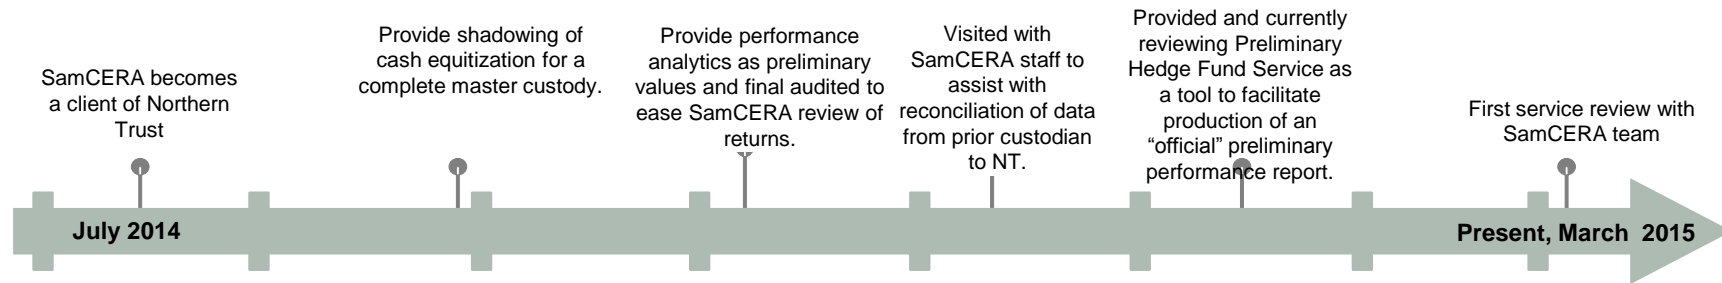 SamCERA becomes
a client of Northern
Trust
Provide shadowing of
cash equitization for a
complete master custody.
Provide performance
analytics as preliminary
values and final audited to
ease SamCERA review of
returns.
Visited with
SamCERA staff to
assist with
reconciliation of data
from prior custodian
to NT.
Provided and currently
reviewing Preliminary
Hedge Fund Service as
a tool to facilitate
production of an
“official” preliminary
performance report.
First service review with
SamCERA team
July 2014
Present, March  2015